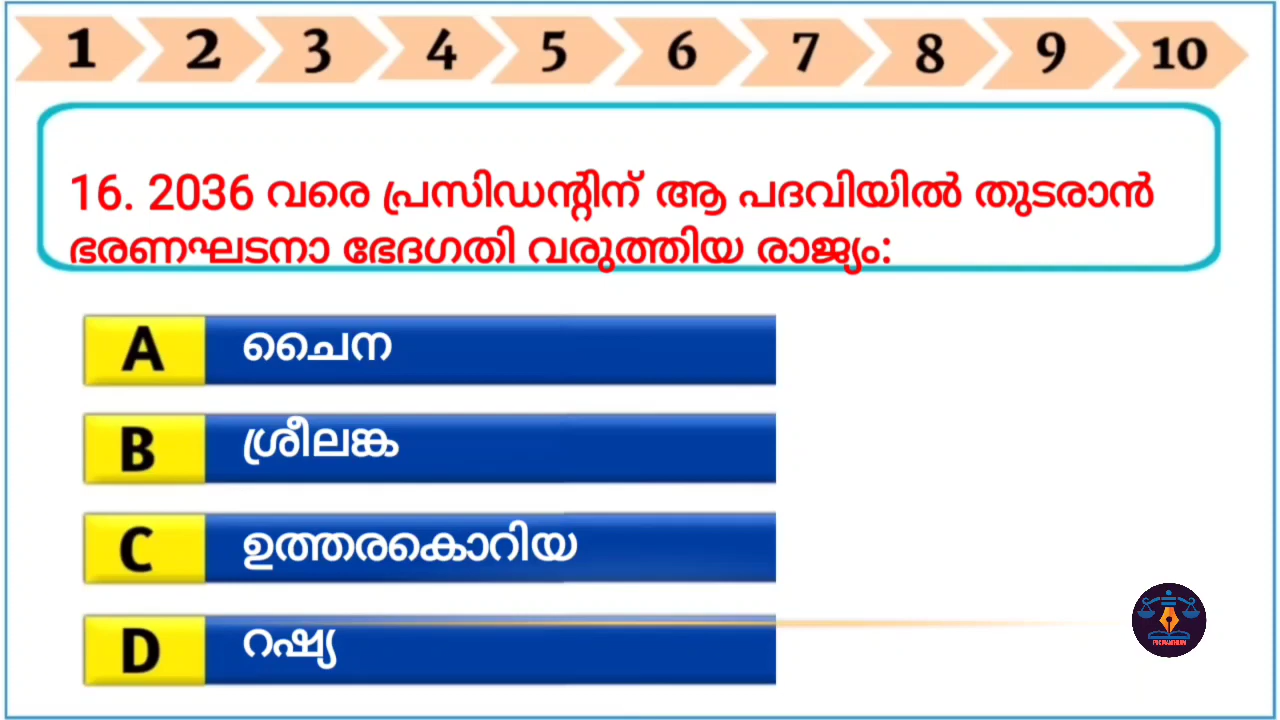 1 2 3 4 5 6 7 8 9 10
16. 2036 വരെ പ്രസിഡന്റിന് ആ പദവിയിൽ തുടരാൻ
ഭരണഘടനാ ഭേദഗതി വരുത്തിയ രാജ്യം:
A ചൈന
B ശ്രീലങ്ക
C ഉത്തരകൊറിയ
D റഷ്യ